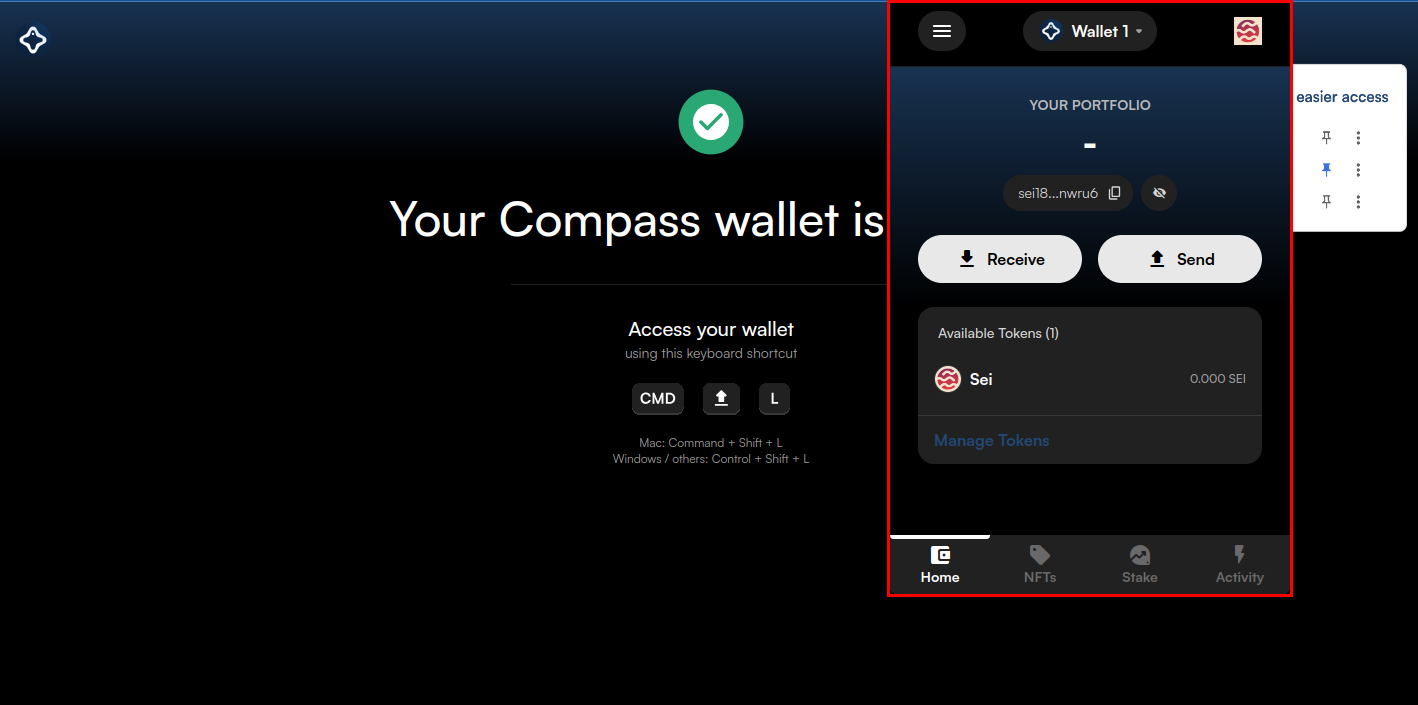 Your Compass wallet is
Access your wallet
using this keyboard shortcut
CMD
L
Mac: Command + Shift + L
Windows / others: Control + Shift + L
Wallet 1
YOUR PORTFOLIO
-
sei18...nwru6
Receive
Send
Available Tokens (1)
Sei
0.000 SEI
Manage Tokens
Home
NFTs
Stake
Activity
easier access